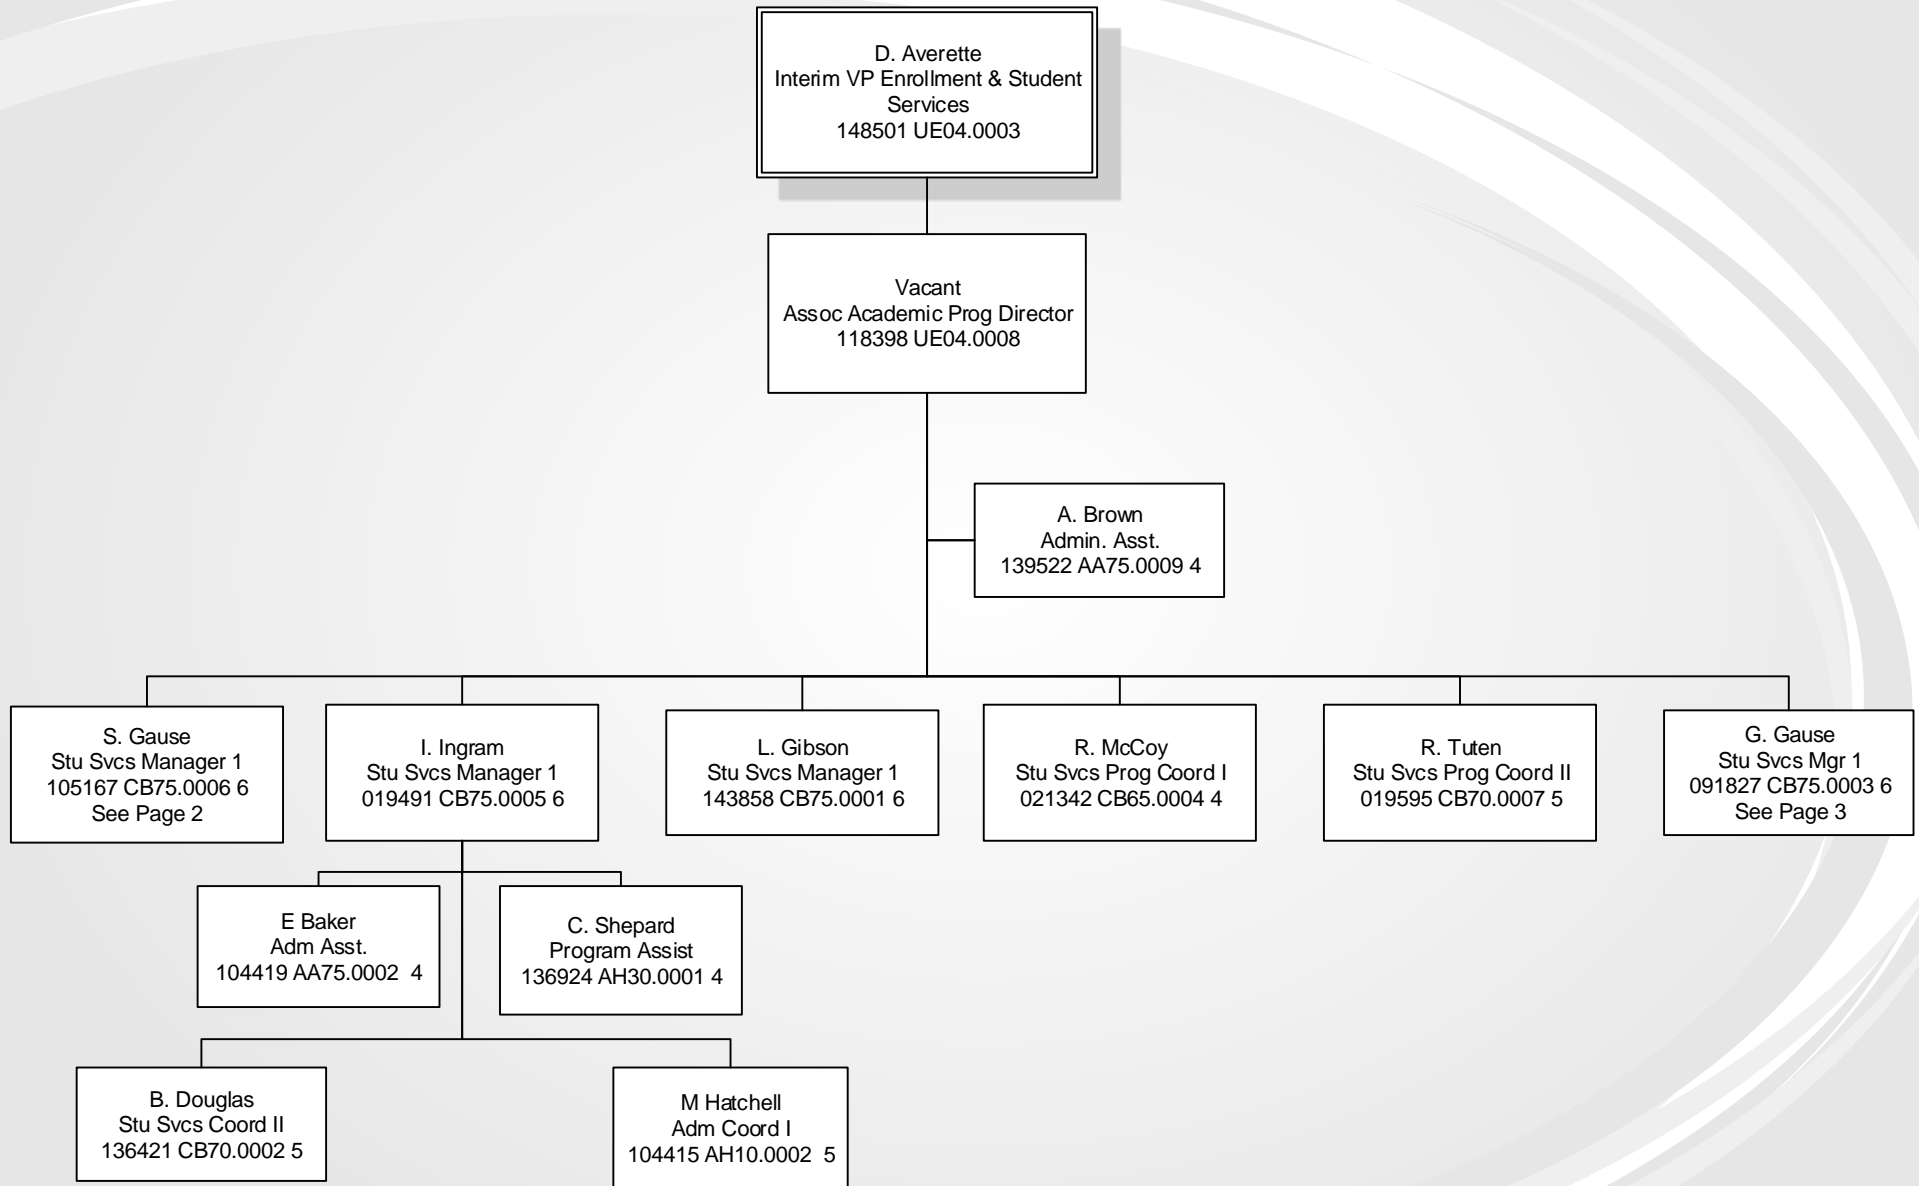 D. Averette
Interim VP Enrollment & Student
Services
148501 UE04.0003
Vacant
Assoc Academic Prog Director
118398 UE04.0008
A. Brown
Admin. Asst.
139522 AA75.0009 4
S. Gause
Stu Svcs Manager 1
105167 CB75.0006 6
See Page 2
I. Ingram
Stu Svcs Manager 1
019491 CB75.0005 6
L. Gibson
Stu Svcs Manager 1
143858 CB75.0001 6
R. McCoy
Stu Svcs Prog Coord I
021342 CB65.0004 4
R. Tuten
Stu Svcs Prog Coord II
019595 CB70.0007 5
G. Gause
Stu Svcs Mgr 1
091827 CB75.0003 6
See Page 3
E Baker
Adm Asst.
104419 AA75.0002  4
C. Shepard
Program Assist
136924 AH30.0001 4
B. Douglas
Stu Svcs Coord II
136421 CB70.0002 5
M Hatchell
Adm Coord I
104415 AH10.0002  5